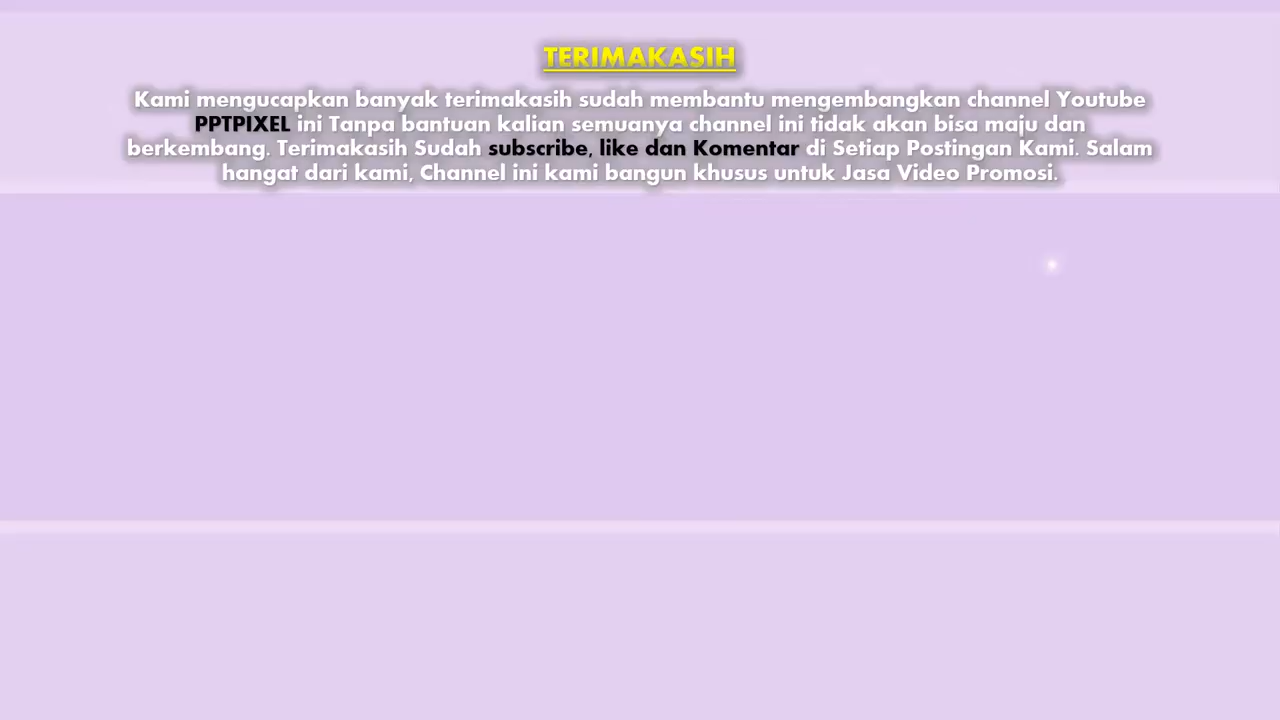 TERIMAKASIH
Kami mengucapkan banyak terimakasih sudah membantu mengembangkan channel Youtube
PPTPIXEL ini Tanpa bantuan kalian semuanya channel ini tidak akan bisa maju dan
berkembang. Terimakasih Sudah subscribe, like dan Komentar di Setiap Postingan Kami. Salam
hangat dari kami, Channel ini kami bangun khusus untuk Jasa Video Promosi.